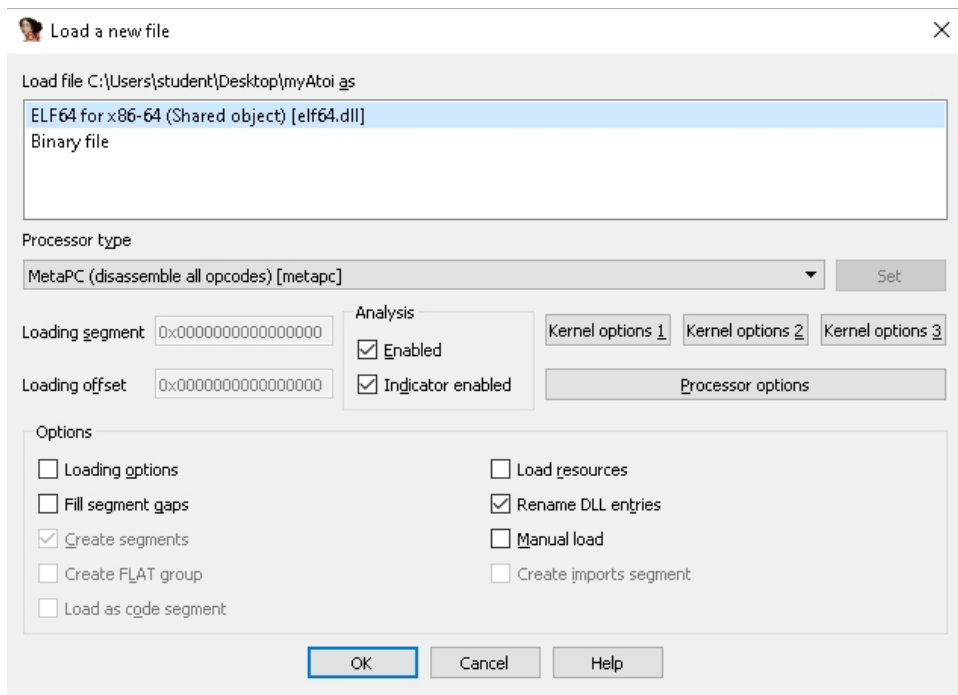 Load a new file
Load file C:\Users\student\Desktop\myAtoi as
ELF64 for x86-64 (Shared object) [elf64.dll]
Binary file
Processor type
MetaPC (disassemble all opcodes) [metapc]
Set
Loading segment 0x0000000000000000
Loading offset 0x0000000000000000
Analysis
Enabled
Indicator enabled
Kernel options 1 Kernel options 2 Kernel options 3
Processor options
Options
Loading options
Fill segment gaps
Create segments
Create FLAT group
Load as code segment
Load resources
Rename DLL entries
Manual load
Create imports segment
OK Cancel Help